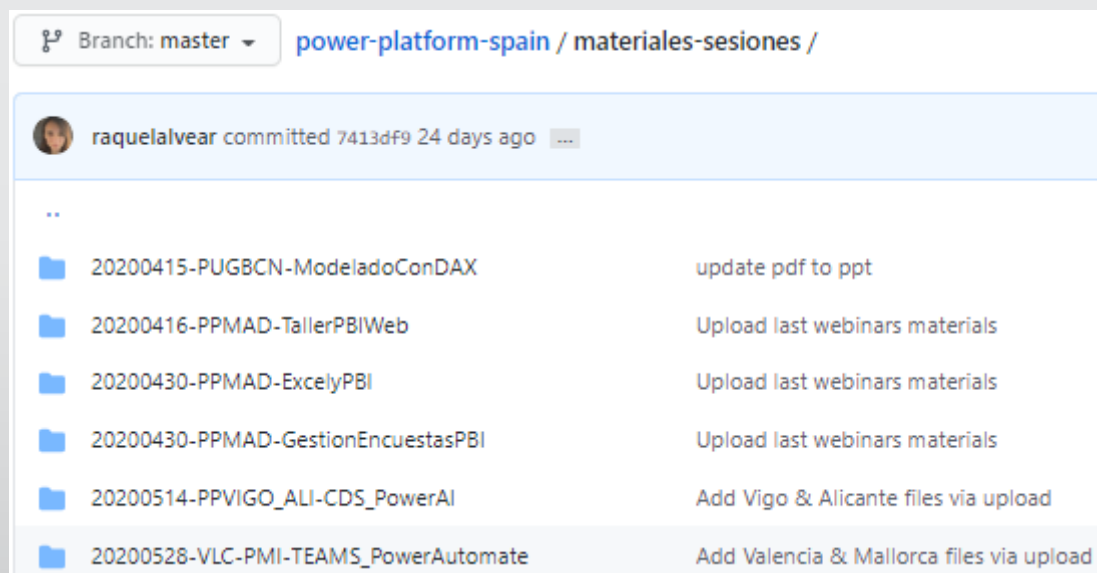 Branch: master power-platform-spain / materiales-sesiones /
raquelalvear committed 7413df9 24 days ago ...
..
20200415-PUGBCN-ModeladoConDAX update pdf to ppt
20200416-PPMAD-TallerPBIWeb Upload last webinars materials
20200430-PPMAD-ExcelyPBI Upload last webinars materials
20200430-PPMAD-GestionEncuestasPBI Upload last webinars materials
20200514-PPVIGO_ALI-CDS_PowerAI Add Vigo & Alicante files via upload
20200528-VLC-PMI-TEAMS_PowerAutomate Add Valencia & Mallorca files via upload